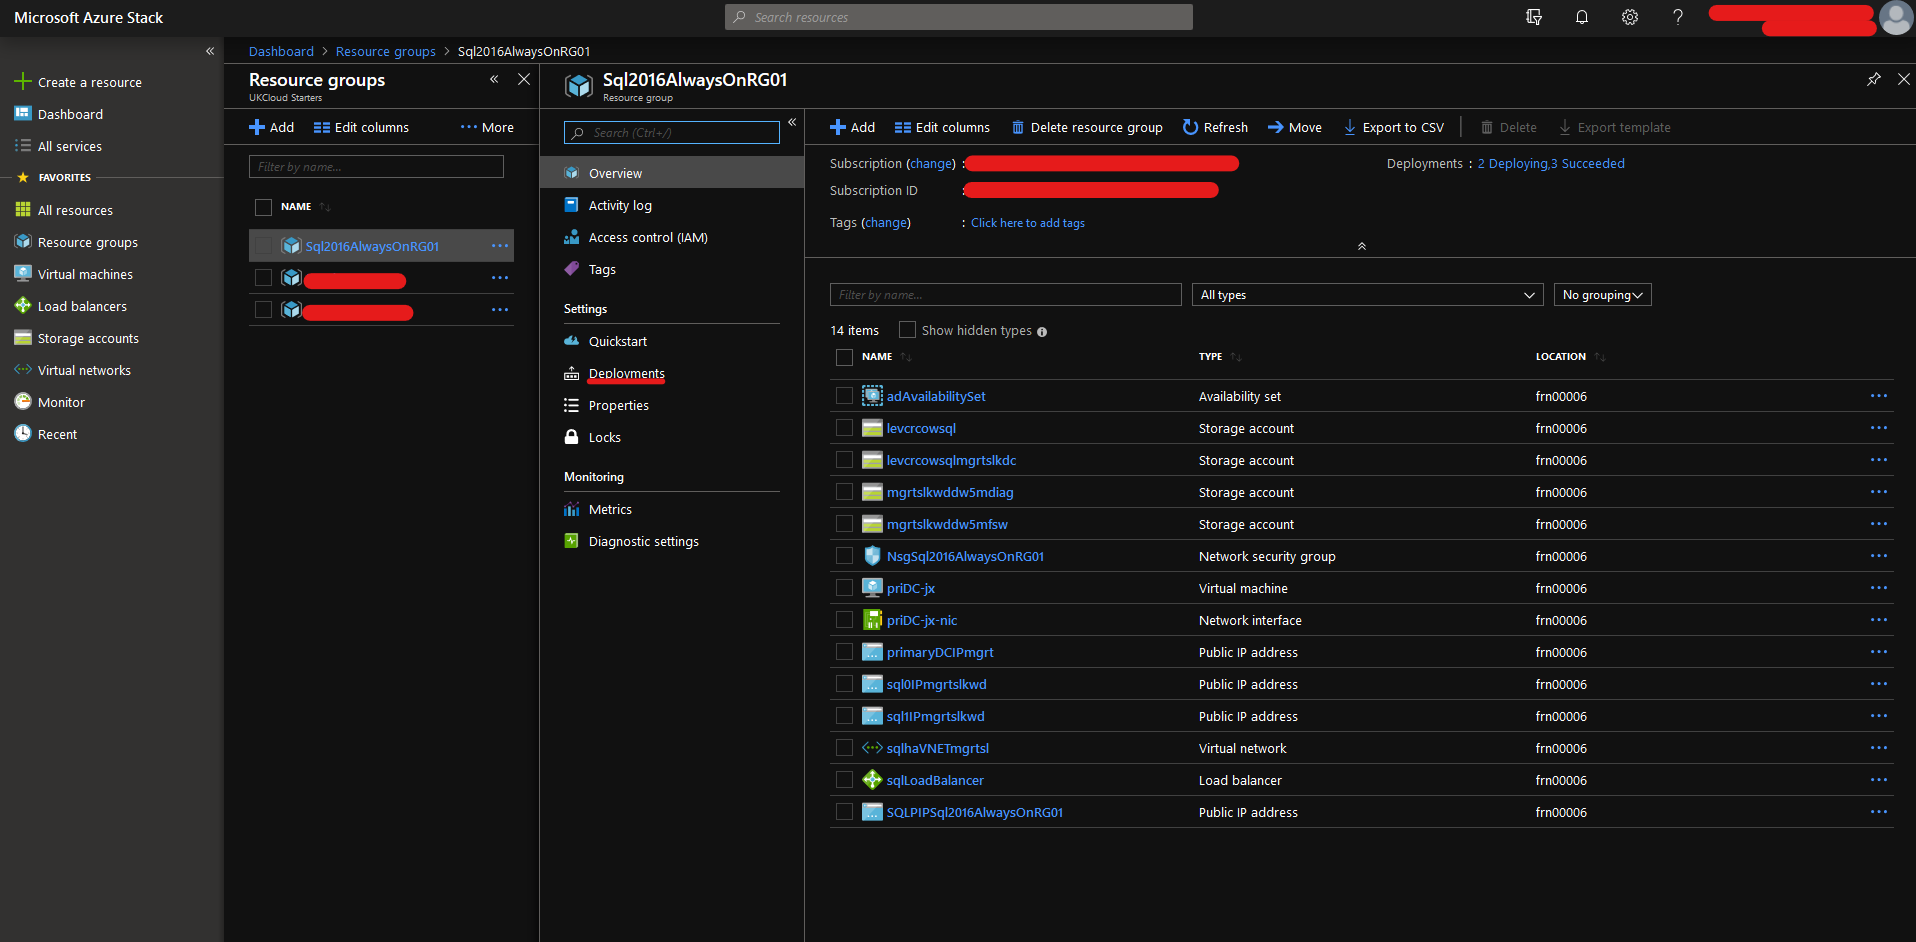 Microsoft Azure Stack
Search resources
Create a resource
Dashboard
All services
FAVORITES
All resources
Resource groups
Virtual machines
Load balancers
Storage accounts
Virtual networks
Monitor
Recent
Dashboard > Resource groups > Sql2016AlwaysOnRG01
Resource groups
UKCloud Starters
Add Edit columns More
Filter by name...
NAME
Sql2016AlwaysOnRG01
Sql2016AlwaysOnRG01
Resource group
Search (Ctrl+/)
Overview
Activity log
Access control (IAM)
Tags
Settings
Quickstart
Deployments
Properties
Locks
Monitoring
Metrics
Diagnostic settings
Add Edit columns Delete resource group Refresh Move Export to CSV Delete Export template
Subscription (change) :
Deployments : 2 Deploying,3 Succeeded
Subscription ID :
Tags (change) : Click here to add tags
Filter by name... All types No grouping
14 items Show hidden types
NAME TYPE LOCATION
adAvailabilitySet Availability set frn00006
levcrcowsql Storage account frn00006
levcrcowsqlmgrtslkdc Storage account frn00006
mgrtslkwddw5mdiag Storage account frn00006
mgrtslkwddw5mfsw Storage account frn00006
NsgSql2016AlwaysOnRG01 Network security group frn00006
priDC-jx Virtual machine frn00006
priDC-jx-nic Network interface frn00006
primaryDCIPmgrt Public IP address frn00006
sql0IPmgrtslkwd Public IP address frn00006
sql1IPmgrtslkwd Public IP address frn00006
sqlhaVNETmgrtsl Virtual network frn00006
sqlLoadBalancer Load balancer frn00006
SQLPIPSql2016AlwaysOnRG01 Public IP address frn00006